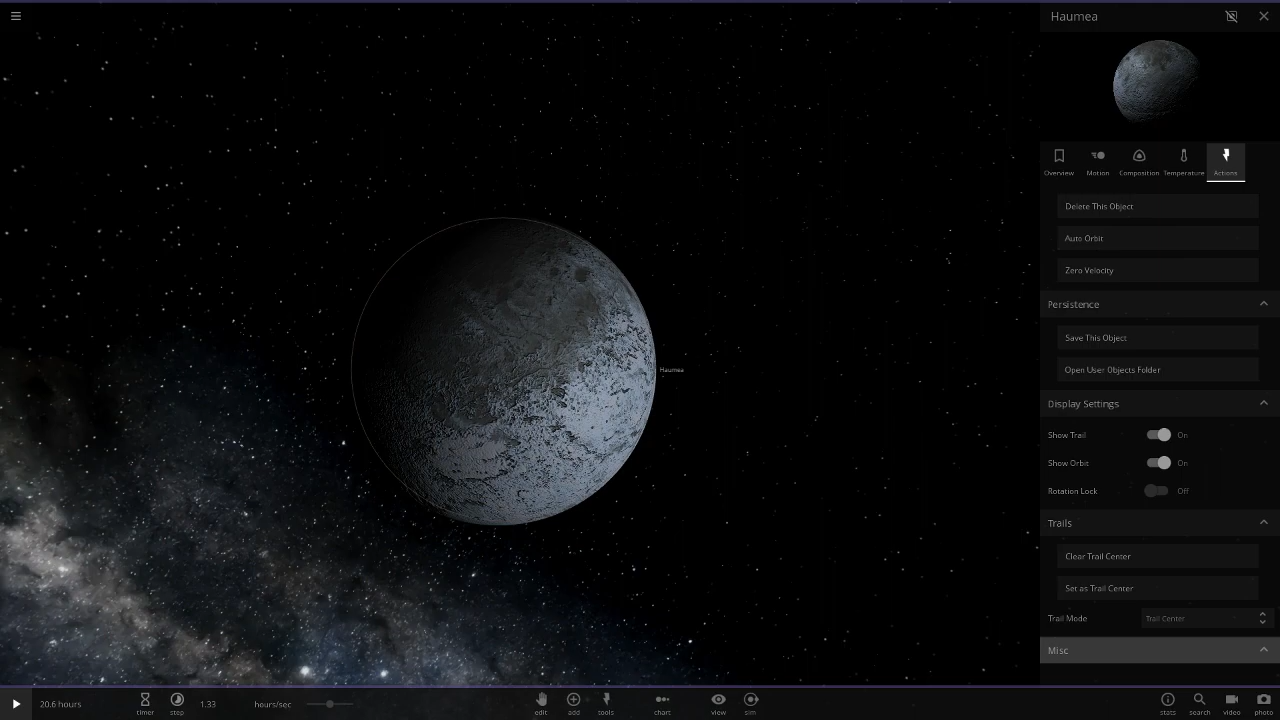 Haumea
Overview Motion Composition Temperature Actions
Delete This Object
Auto Orbit
Zero Velocity
Persistence
Save This Object
Open User Objects Folder
Haumea
Display Settings
Show Trail On
Show Orbit On
Rotation Lock Off
Trails
Clear Trail Center
Set as Trail Center
Trail Mode Trail Center
Misc
20.6 hours timer step 1.33 hours/sec edit add tools chart view sim stats search video photo